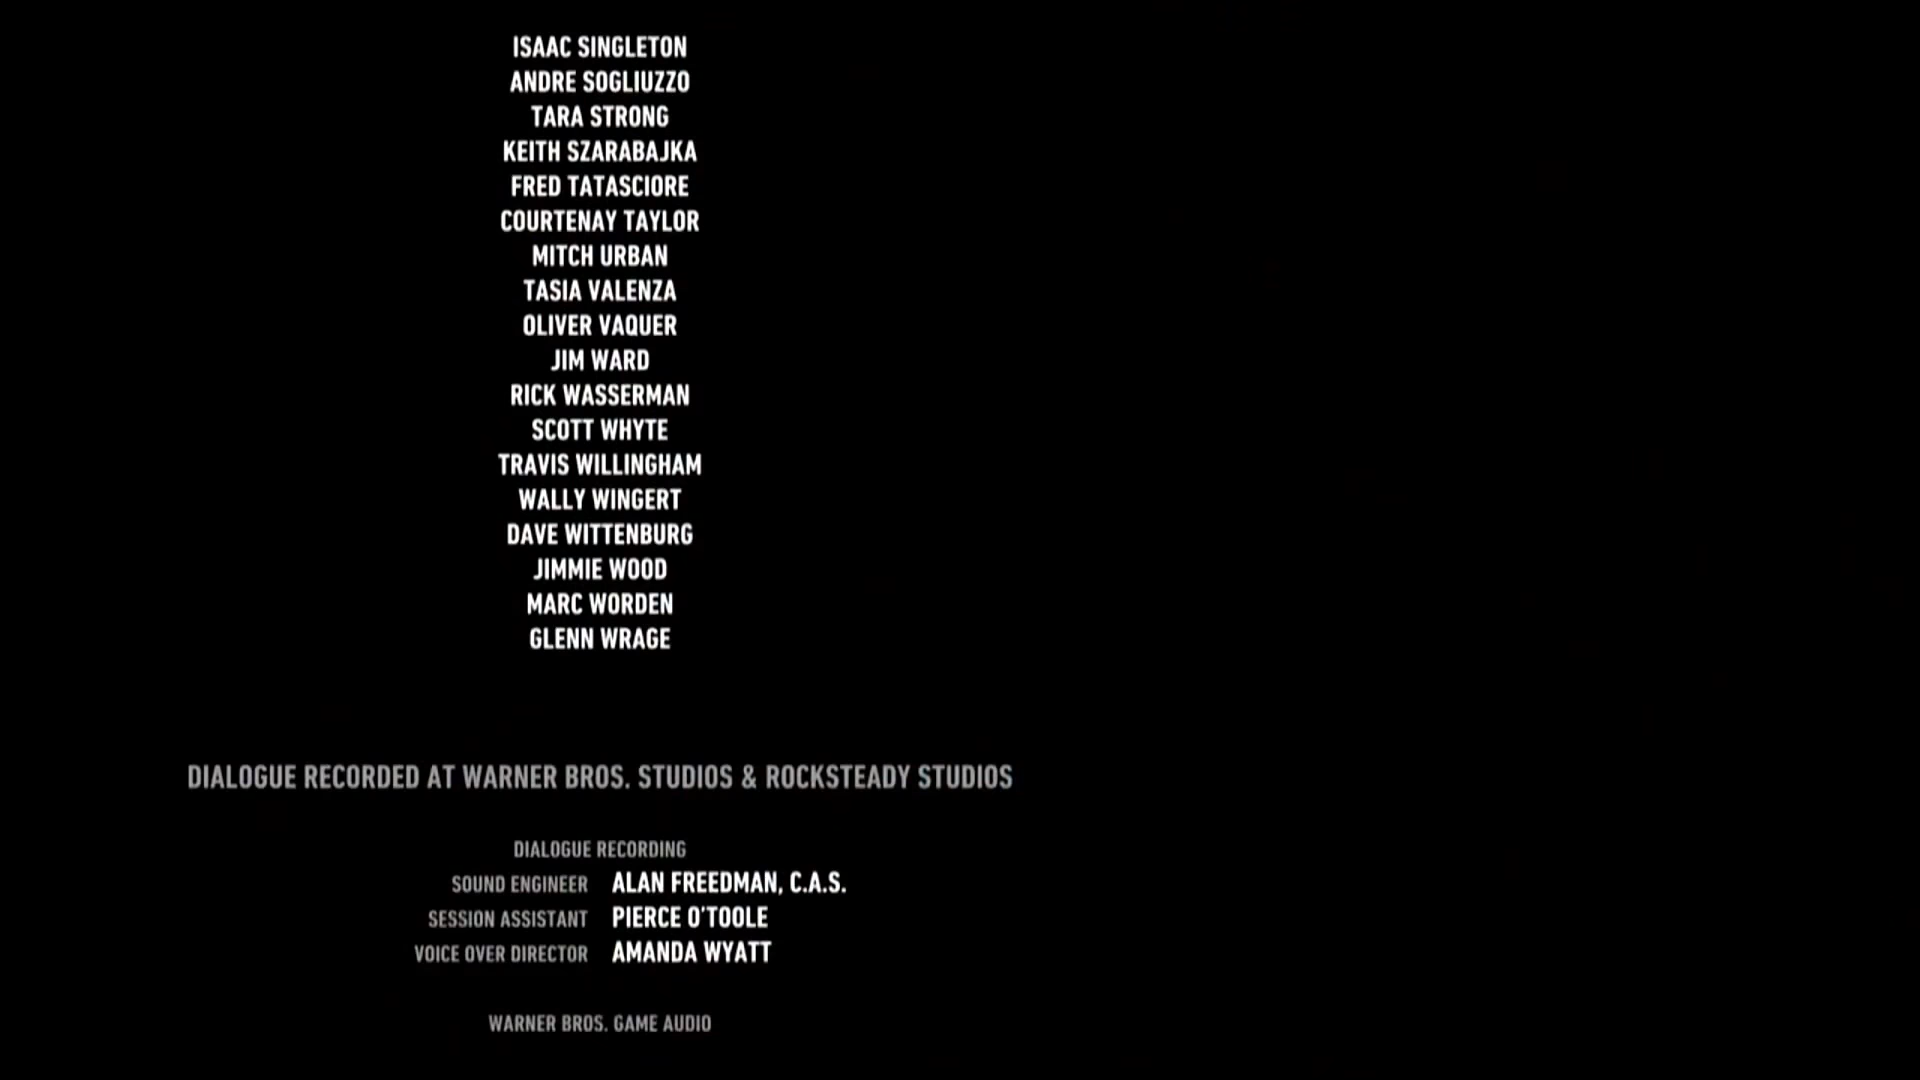 ISAAC SINGLETON
ANDRE SOGLIUZZO
TARA STRONG
KEITH SZARABAJKA
FRED TATASCIORE
COURTENAY TAYLOR
MITCH URBAN
TASIA VALENZA
OLIVER VAQUER
JIM WARD
RICK WASSERMAN
SCOTT WHYTE
TRAVIS WILLINGHAM
WALLY WINGERT
DAVE WITTENBURG
JIMMIE WOOD
MARC WORDEN
GLENN WRAGE
DIALOGUE RECORDED AT WARNER BROS. STUDIOS & ROCKSTEADY STUDIOS
DIALOGUE RECORDING
SOUND ENGINEER ALAN FREEDMAN, C.A.S.
SESSION ASSISTANT PIERCE O'TOOLE
VOICE OVER DIRECTOR AMANDA WYATT
WARNER BROS. GAME AUDIO